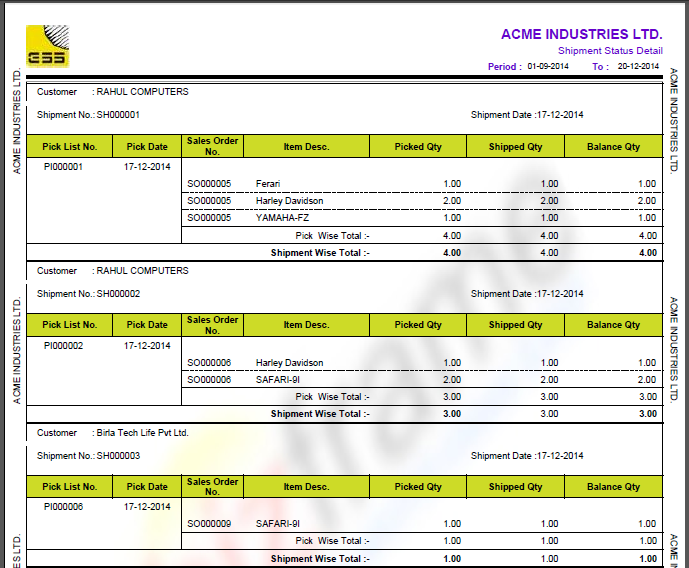 ESS
ACME INDUSTRIES LTD.
Shipment Status Detail
Period : 01-09-2014 To : 20-12-2014
ACME INDUSTRIES LTD.
ACME INDUSTRIES LTD.
Customer : RAHUL COMPUTERS
Shipment No.: SH000001 Shipment Date :17-12-2014
Pick List No. Pick Date Sales Order No. Item Desc. Picked Qty Shipped Qty Balance Qty
PI000001 17-12-2014
SO000005 Ferari 1.00 1.00 1.00
SO000005 Harley Davidson 2.00 2.00 2.00
SO000005 YAMAHA-FZ 1.00 1.00 1.00
Pick Wise Total :- 4.00 4.00 4.00
Shipment Wise Total :- 4.00 4.00 4.00
Customer : RAHUL COMPUTERS
Shipment No.: SH000002 Shipment Date :17-12-2014
ACME INDUSTRIES LTD.
ACME INDUSTRIES LTD.
Pick List No. Pick Date Sales Order No. Item Desc. Picked Qty Shipped Qty Balance Qty
PI000002 17-12-2014
SO000006 Harley Davidson 1.00 1.00 1.00
SO000006 SAFARI-9I 2.00 2.00 2.00
Pick Wise Total :- 3.00 3.00 3.00
Shipment Wise Total :- 3.00 3.00 3.00
Customer : Birla Tech Life Pvt Ltd.
Shipment No.: SH000003 Shipment Date :17-12-2014
Pick List No. Pick Date Sales Order No. Item Desc. Picked Qty Shipped Qty Balance Qty
PI000006 17-12-2014
SO000009 SAFARI-9I 1.00 1.00 1.00
Pick Wise Total :- 1.00 1.00 1.00
Shipment Wise Total :- 1.00 1.00 1.00
ES LTD.
ACME IN